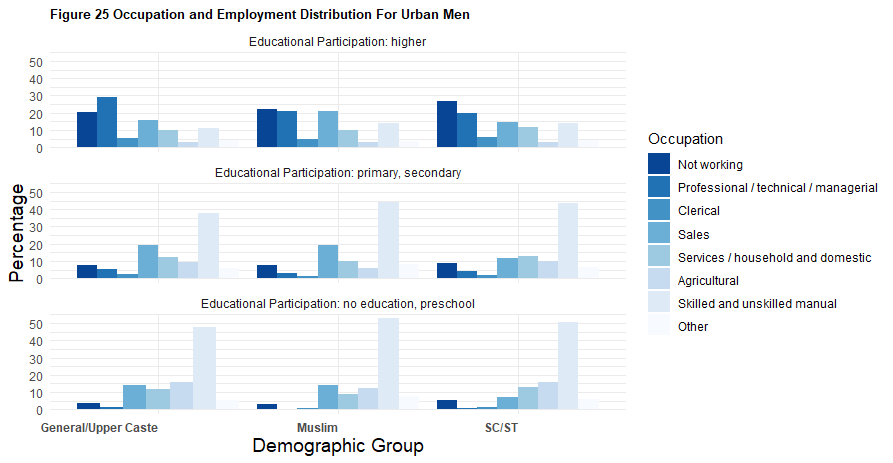 Figure 25 Occupation and Employment Distribution For Urban Men
Educational Participation: higher
50
40
30
20
10
0
Educational Participation: primary, secondary
50
40
30
20
10
0
Educational Participation: no education, preschool
50
40
30
20
10
0
General/Upper Caste
Muslim
SC/ST
Demographic Group
Percentage
Occupation
Not working
Professional / technical / managerial
Clerical
Sales
Services / household and domestic
Agricultural
Skilled and unskilled manual
Other